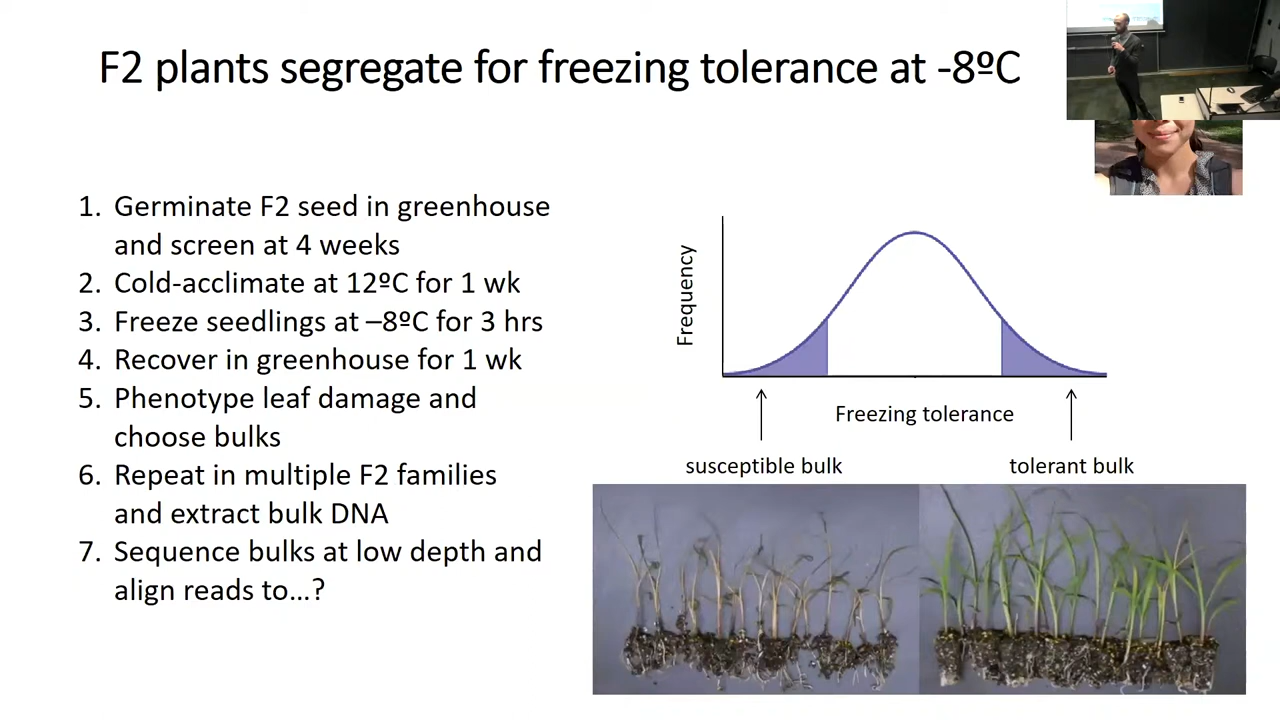 F2 plants segregate for freezing tolerance at -8ºC
1. Germinate F2 seed in greenhouse
and screen at 4 weeks
2. Cold-acclimate at 12ºC for 1 wk
3. Freeze seedlings at –8ºC for 3 hrs
4. Recover in greenhouse for 1 wk
5. Phenotype leaf damage and
choose bulks
6. Repeat in multiple F2 families
and extract bulk DNA
7. Sequence bulks at low depth and
align reads to...?
Frequency
Freezing tolerance
susceptible bulk
tolerant bulk